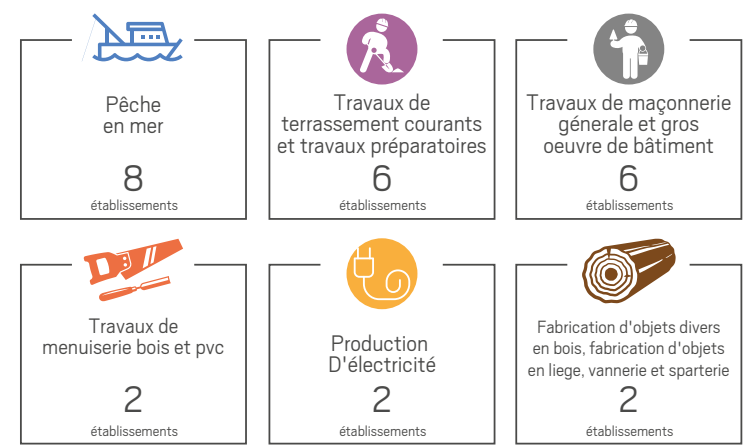 Pêche
en mer
8
établissements
Travaux de
terrassement courants
et travaux préparatoires
6
établissements
Travaux de maçonnerie
génerale et gros
oeuvre de bâtiment
6
établissements
Travaux de
menuiserie bois et pvc
2
établissements
Production
D'électricité
2
établissements
Fabrication d'objets divers
en bois, fabrication d'objets
en liege, vannerie et sparterie
2
établissements